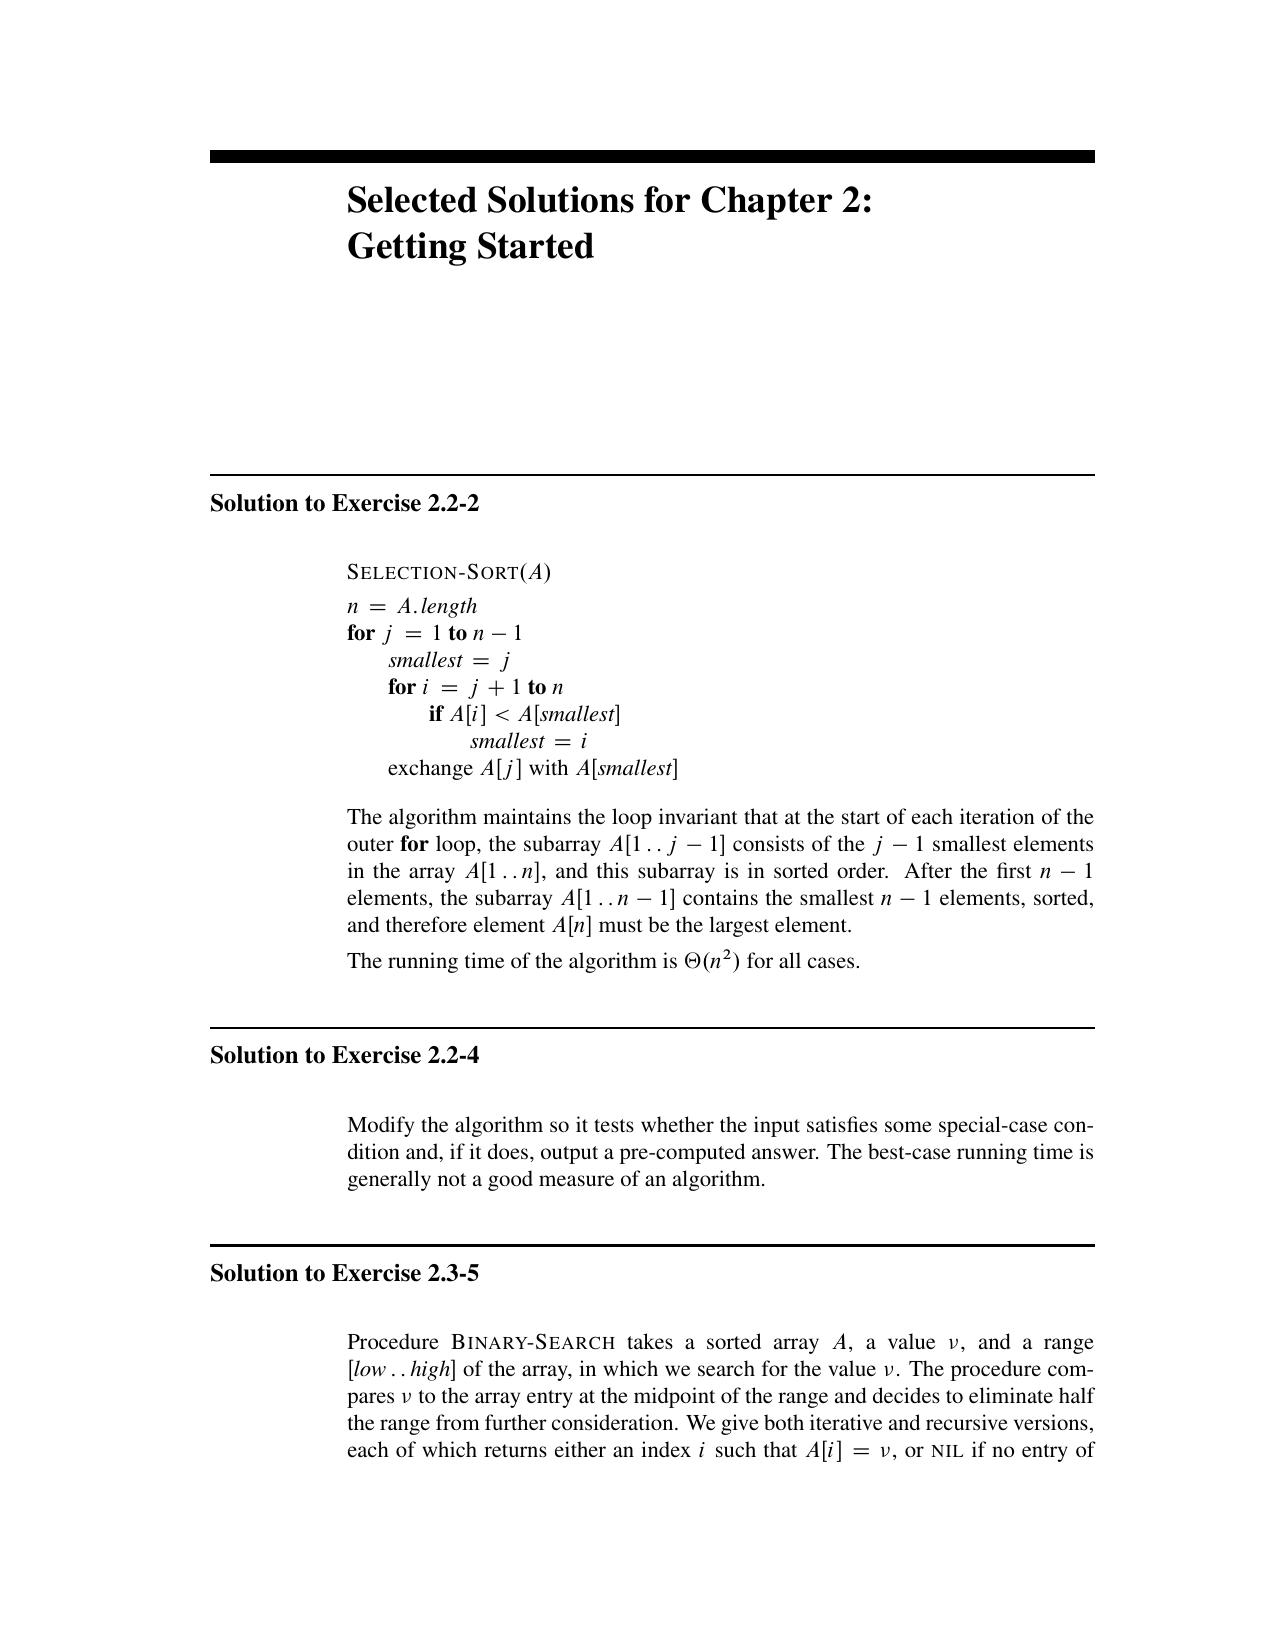 Selected Solutions for Chapter 2:
Getting Started
Solution to Exercise 2.2-2
SELECTION-SORT(A)
n = A.length
for j = 1 to n − 1
smallest = j
for i = j + 1 to n
if A[i] < A[smallest]
smallest = i
exchange A[j] with A[smallest]
The algorithm maintains the loop invariant that at the start of each iteration of the
outer for loop, the subarray A[1 . . j − 1] consists of the j − 1 smallest elements
in the array A[1 . . n], and this subarray is in sorted order. After the first n − 1
elements, the subarray A[1 . . n − 1] contains the smallest n − 1 elements, sorted,
and therefore element A[n] must be the largest element.
The running time of the algorithm is Θ(n²) for all cases.
Solution to Exercise 2.2-4
Modify the algorithm so it tests whether the input satisfies some special-case con-
dition and, if it does, output a pre-computed answer. The best-case running time is
generally not a good measure of an algorithm.
Solution to Exercise 2.3-5
Procedure BINARY-SEARCH takes a sorted array A, a value ν, and a range
[low . . high] of the array, in which we search for the value ν. The procedure com-
pares ν to the array entry at the midpoint of the range and decides to eliminate half
the range from further consideration. We give both iterative and recursive versions,
each of which returns either an index i such that A[i] = ν, or NIL if no entry of